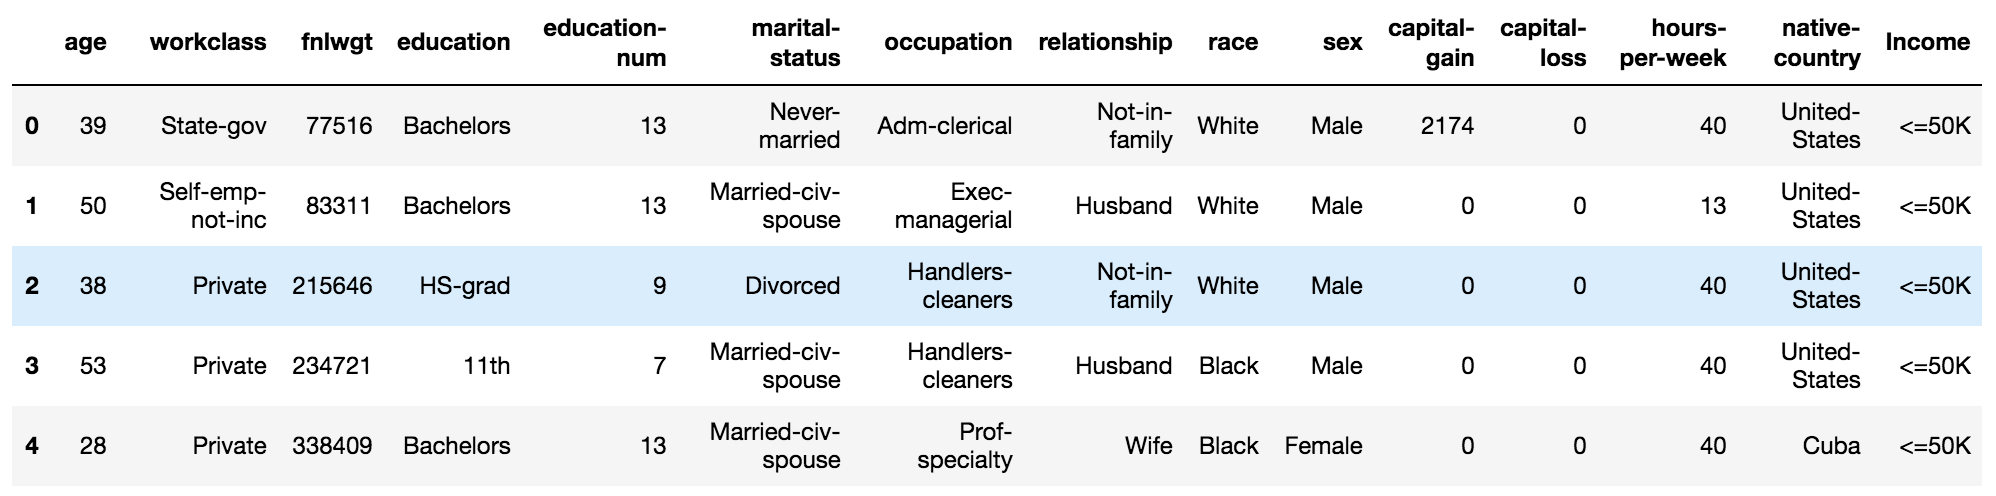 age workclass fnlwgt education education-num marital-status occupation relationship race sex capital-gain capital-loss hours-per-week native-country Income
0 39 State-gov 77516 Bachelors 13 Never-married Adm-clerical Not-in-family White Male 2174 0 40 United-States <=50K
1 50 Self-emp-not-inc 83311 Bachelors 13 Married-civ-spouse Exec-managerial Husband White Male 0 0 13 United-States <=50K
2 38 Private 215646 HS-grad 9 Divorced Handlers-cleaners Not-in-family White Male 0 0 40 United-States <=50K
3 53 Private 234721 11th 7 Married-civ-spouse Handlers-cleaners Husband Black Male 0 0 40 United-States <=50K
4 28 Private 338409 Bachelors 13 Married-civ-spouse Prof-specialty Wife Black Female 0 0 40 Cuba <=50K